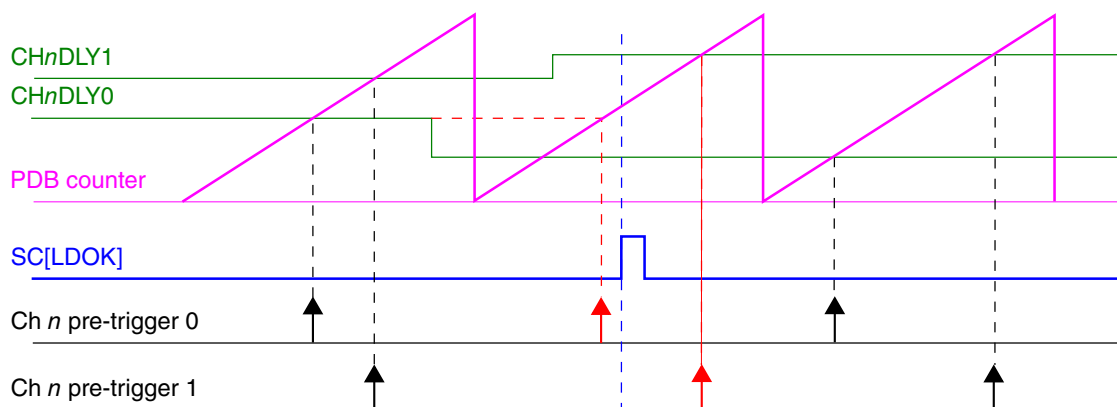 CHnDLY1
CHnDLY0
PDB counter
SC[LDOK]
Ch n pre-trigger 0
Ch n pre-trigger 1